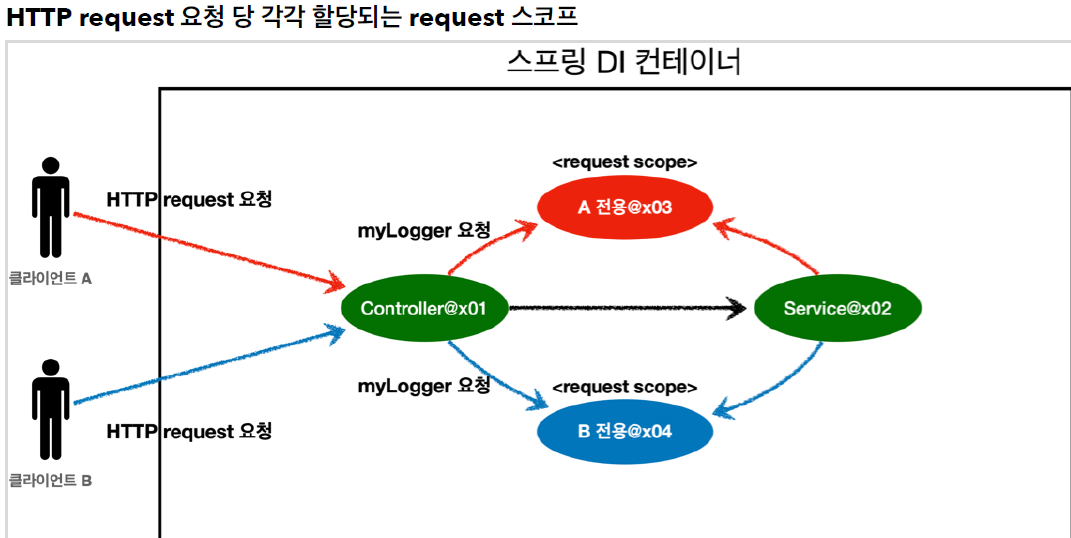 HTTP request 요청 당 각각 할당되는 request 스코프
스프링 DI 컨테이너
<request scope>
HTTP request 요청
A 전용@x03
myLogger 요청
클라이언트 A
Controller@x01
Service@x02
myLogger 요청
<request scope>
HTTP request 요청
B 전용@x04
클라이언트 B